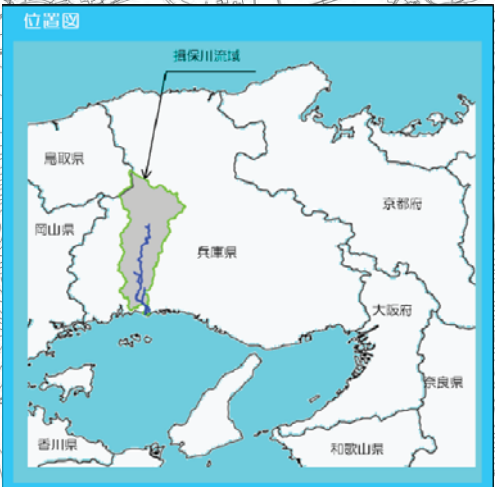 位置図
揖保川流域
鳥取県
京都府
岡山県
兵庫県
大阪府
奈良県
香川県
和歌山県